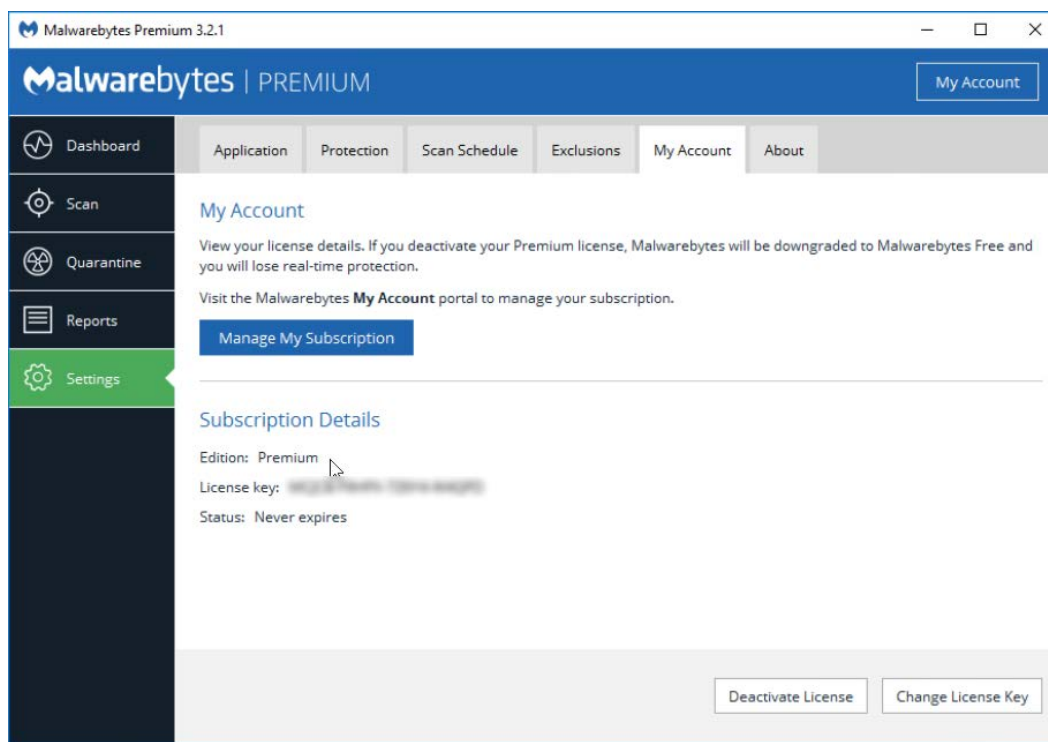 Malwarebytes Premium 3.2.1
Malwarebytes | PREMIUM
My Account
Dashboard
Scan
Quarantine
Reports
Settings
Application
Protection
Scan Schedule
Exclusions
My Account
About
My Account
View your license details. If you deactivate your Premium license, Malwarebytes will be downgraded to Malwarebytes Free and
you will lose real-time protection.
Visit the Malwarebytes My Account portal to manage your subscription.
Manage My Subscription
Subscription Details
Edition: Premium
License key:
Status: Never expires
Deactivate License
Change License Key